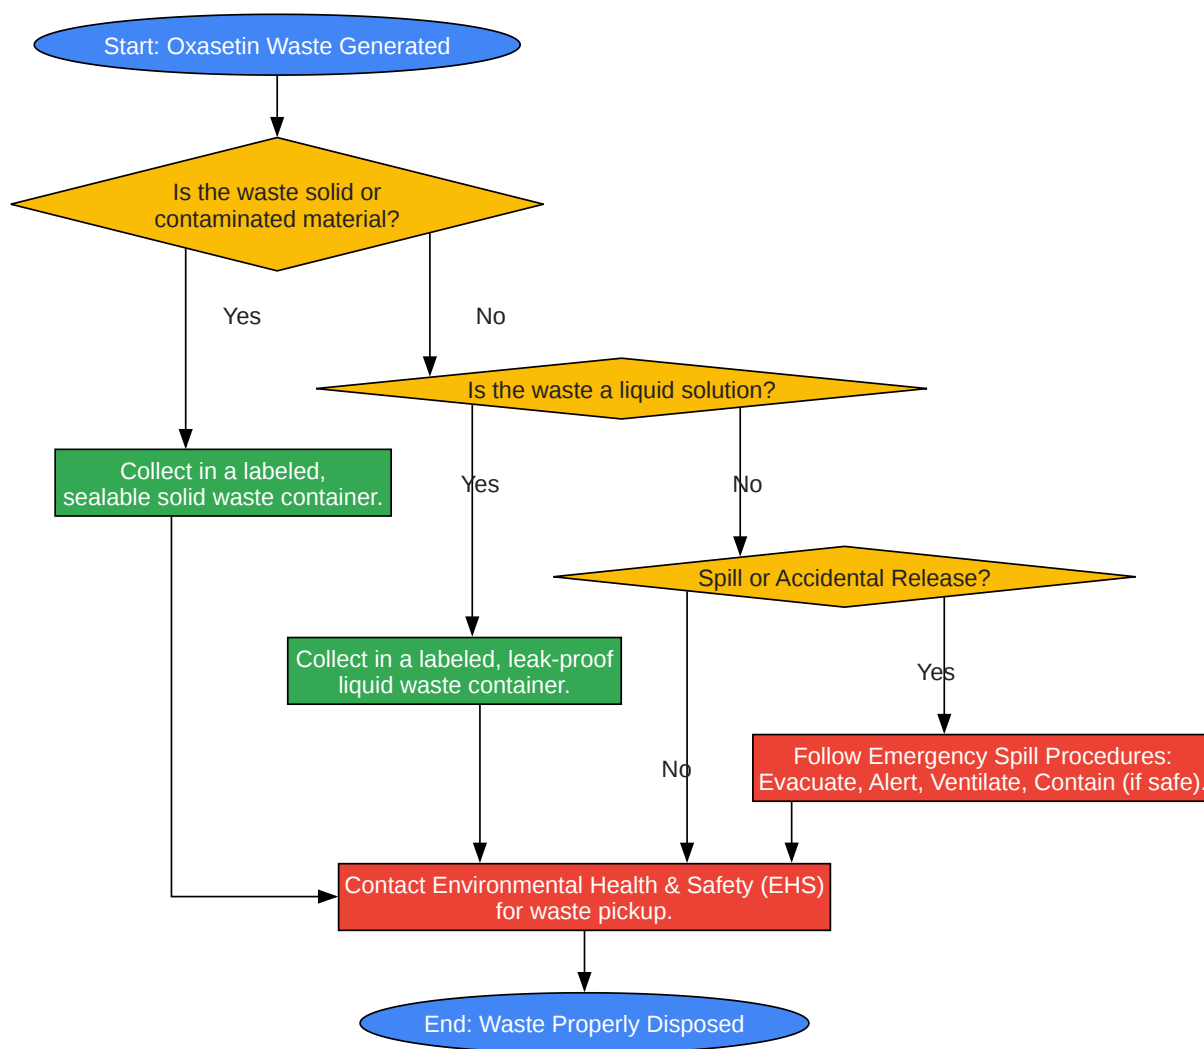 Start: Oxasetin Waste Generated
Is the waste solid or
contaminated material?
Yes
No
Is the waste a liquid solution?
Collect in a labeled,
sealable solid waste container.
Yes
No
Spill or Accidental Release?
Collect in a labeled, leak-proof
liquid waste container.
Yes
No
Follow Emergency Spill Procedures:
Evacuate, Alert, Ventilate, Contain (if safe).
Contact Environmental Health & Safety (EHS)
for waste pickup.
End: Waste Properly Disposed